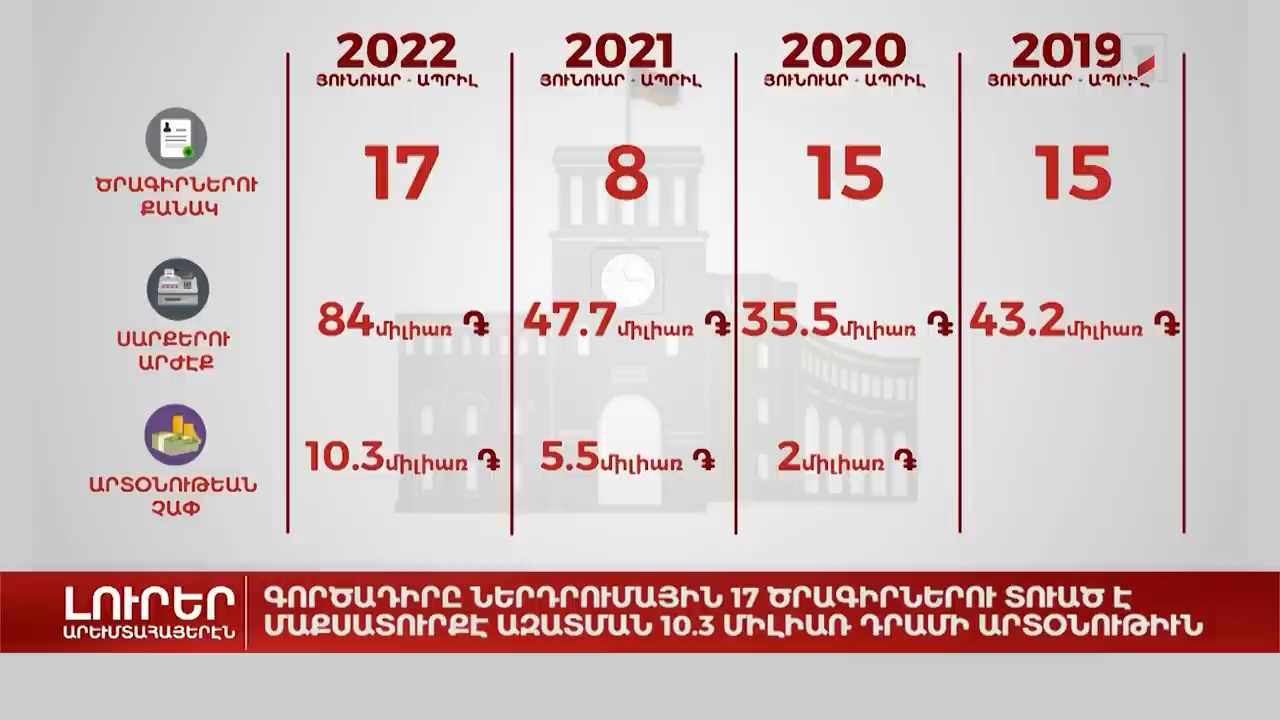 2022
ՅՈՒՆՈՒԱՐ - ԱՊՐԻԼ
2021
ՅՈՒՆՈՒԱՐ - ԱՊՐԻԼ
2020
ՅՈՒՆՈՒԱՐ - ԱՊՐԻԼ
2019
ՅՈՒՆՈՒԱՐ - ԱՊՐԻԼ
ԾՐԱԳԻՐՆԵՐՈՒ
ՔԱՆԱԿ
17
8
15
15
ՍԱՐՔԵՐՈՒ
ԱՐԺԷՔ
84միլիառ ֏
47.7միլիառ ֏
35.5միլիառ ֏
43.2միլիառ ֏
ԱՐՏՕՆՈՒԹԵԱՆ
ՉԱՓ
10.3միլիառ ֏
5.5միլիառ ֏
2միլիառ ֏
ԼՈՒՐԵՐ
ԱՐԵՒՄՏԱՀԱՅԵՐԷՆ
ԳՈՐԾԱԴԻՐԸ ՆԵՐԴՐՈՒՄԱՅԻՆ 17 ԾՐԱԳԻՐՆԵՐՈՒ ՏՈՒԱԾ Է
ՄԱՔՍԱՏՈՒՐՔԷ ԱԶԱՏՄԱՆ 10.3 ՄԻԼԻԱՌ ԴՐԱՄԻ ԱՐՏՕՆՈՒԹԻՒՆ